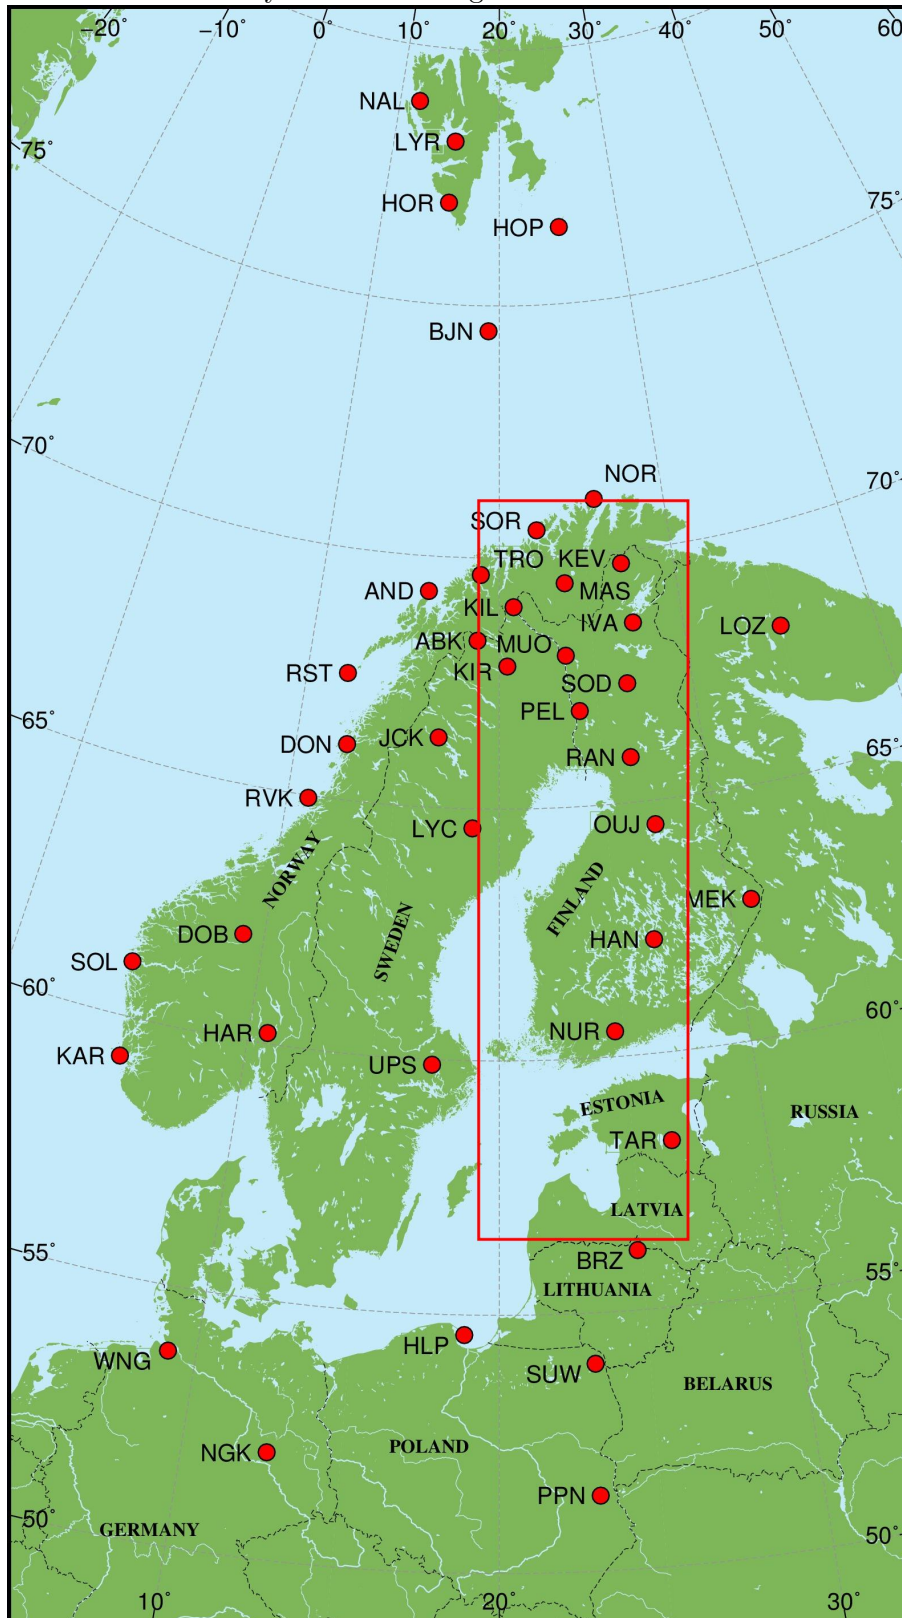 −20˚ −10˚ 0˚ 10˚ 20˚ 30˚ 40˚ 50˚
NAL
LYR
75˚
75˚
HOR
HOP
BJN
70˚
70˚
NOR
SOR
TRO
KEV
AND
MAS
KIL
IVA
LOZ
ABK
MUO
RST
KIR
SOD
PEL
65˚
DON
JCK
65˚
RAN
RVK
LYC
OUJ
NORWAY
FINLAND
MEK
DOB
SWEDEN
HAN
SOL
60˚
60˚
HAR
NUR
KAR
UPS
ESTONIA
RUSSIA
TAR
LATVIA
55˚
BRZ
55˚
LITHUANIA
HLP
WNG
SUW
BELARUS
POLAND
NGK
PPN
50˚
GERMANY
50˚
10˚ 20˚ 30˚